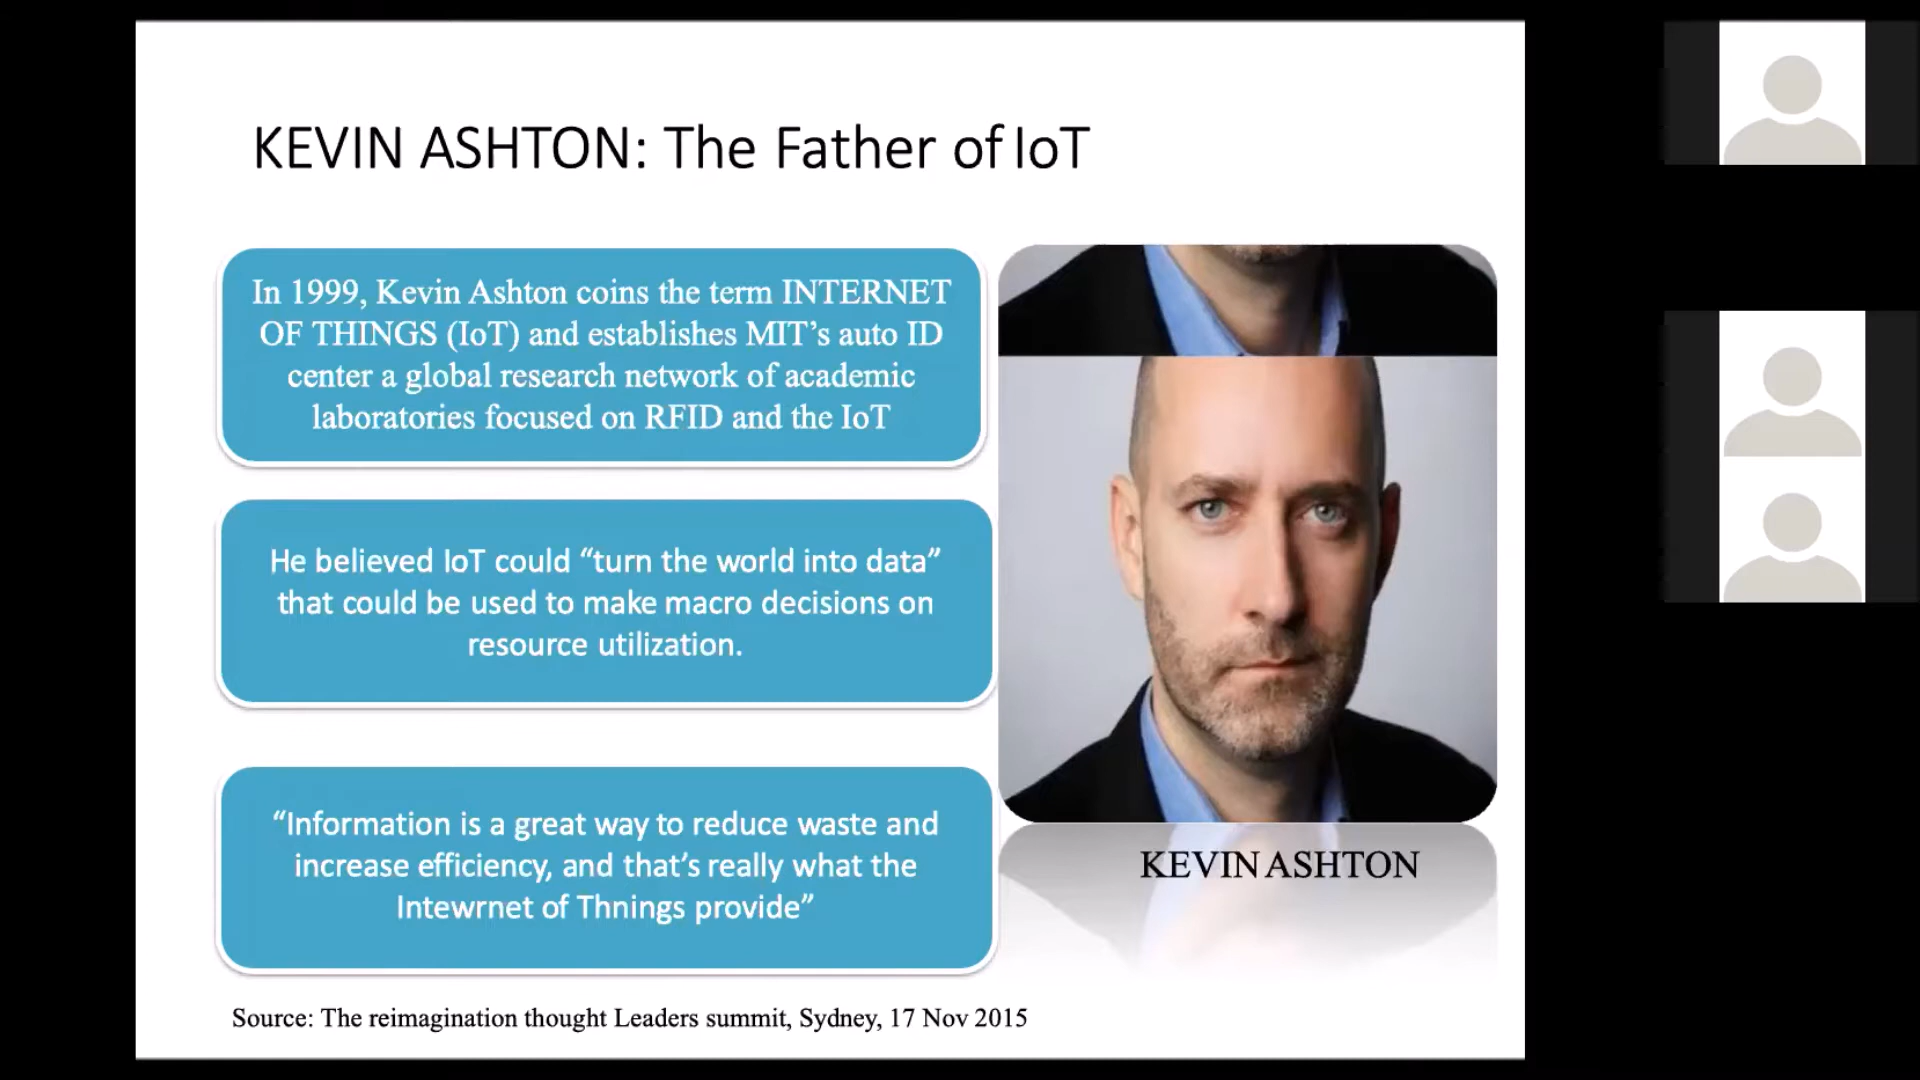 KEVIN ASHTON: The Father of IoT
In 1999, Kevin Ashton coins the term INTERNET
OF THINGS (IoT) and establishes MIT’s auto ID
center a global research network of academic
laboratories focused on RFID and the IoT
He believed IoT could “turn the world into data”
that could be used to make macro decisions on
resource utilization.
“Information is a great way to reduce waste and
increase efficiency, and that’s really what the
Intewrnet of Thnings provide”
KEVIN ASHTON
Source: The reimagination thought Leaders summit, Sydney, 17 Nov 2015